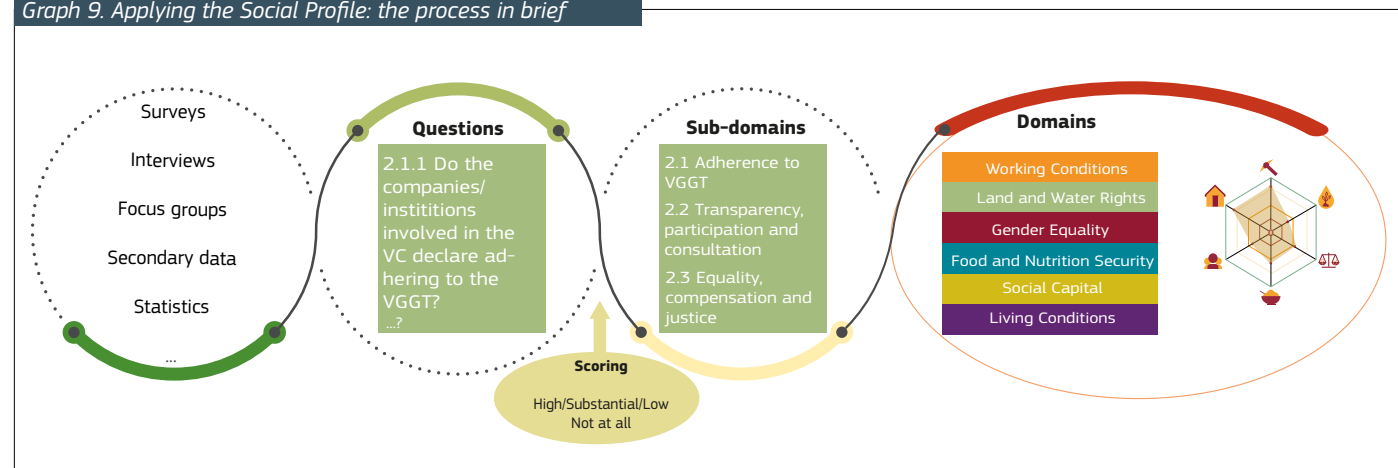 Graph 9. Applying the Social Profile: the process in brief
Surveys
Interviews
Focus groups
Secondary data
Statistics
...
Questions
2.1.1 Do the
companies/
instititions
involved in the
VC declare ad-
hering to the
VGGT?
...?
Scoring
High/Substantial/Low
Not at all
Sub-domains
2.1 Adherence to
VGGT
2.2 Transparency,
participation and
consultation
2.3 Equality,
compensation and
justice
Domains
Working Conditions
Land and Water Rights
Gender Equality
Food and Nutrition Security
Social Capital
Living Conditions